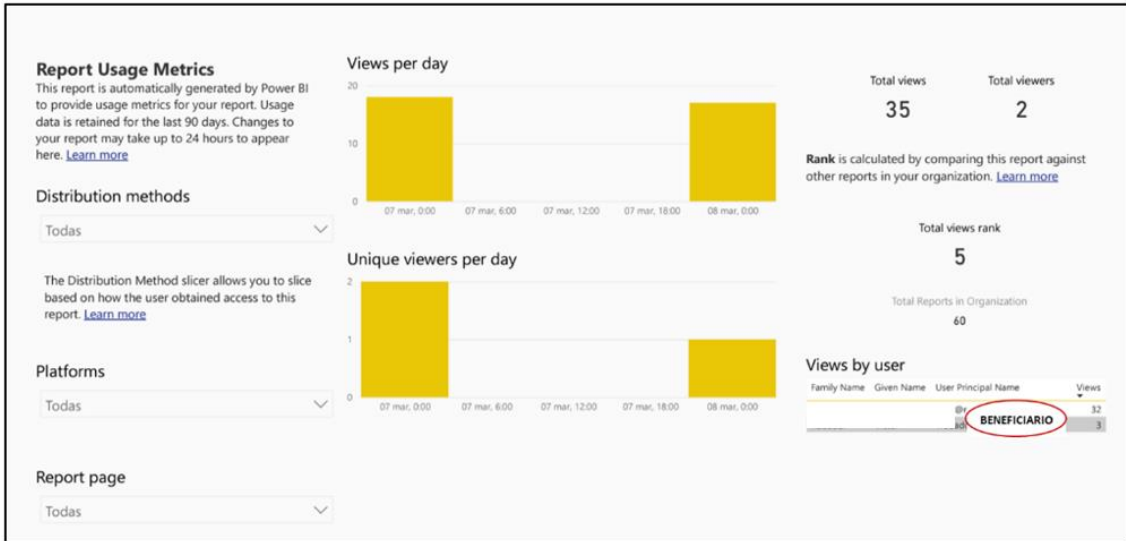 Report Usage Metrics
This report is automatically generated by Power BI
to provide usage metrics for your report. Usage
data is retained for the last 90 days. Changes to
your report may take up to 24 hours to appear
here. Learn more
Distribution methods
Todas
The Distribution Method slicer allows you to slice
based on how the user obtained access to this
report. Learn more
Platforms
Todas
Report page
Todas
Views per day
20
10
0
07 mar, 0:00 07 mar, 6:00 07 mar, 12:00 07 mar, 18:00 08 mar, 0:00
Unique viewers per day
2
1
0
07 mar, 0:00 07 mar, 6:00 07 mar, 12:00 07 mar, 18:00 08 mar, 0:00
Total views Total viewers
35 2
Rank is calculated by comparing this report against
other reports in your organization. Learn more
Total views rank
5
Total Reports in Organization
60
Views by user
Family Name Given Name User Principal Name Views
32
BENEFICIARIO 3